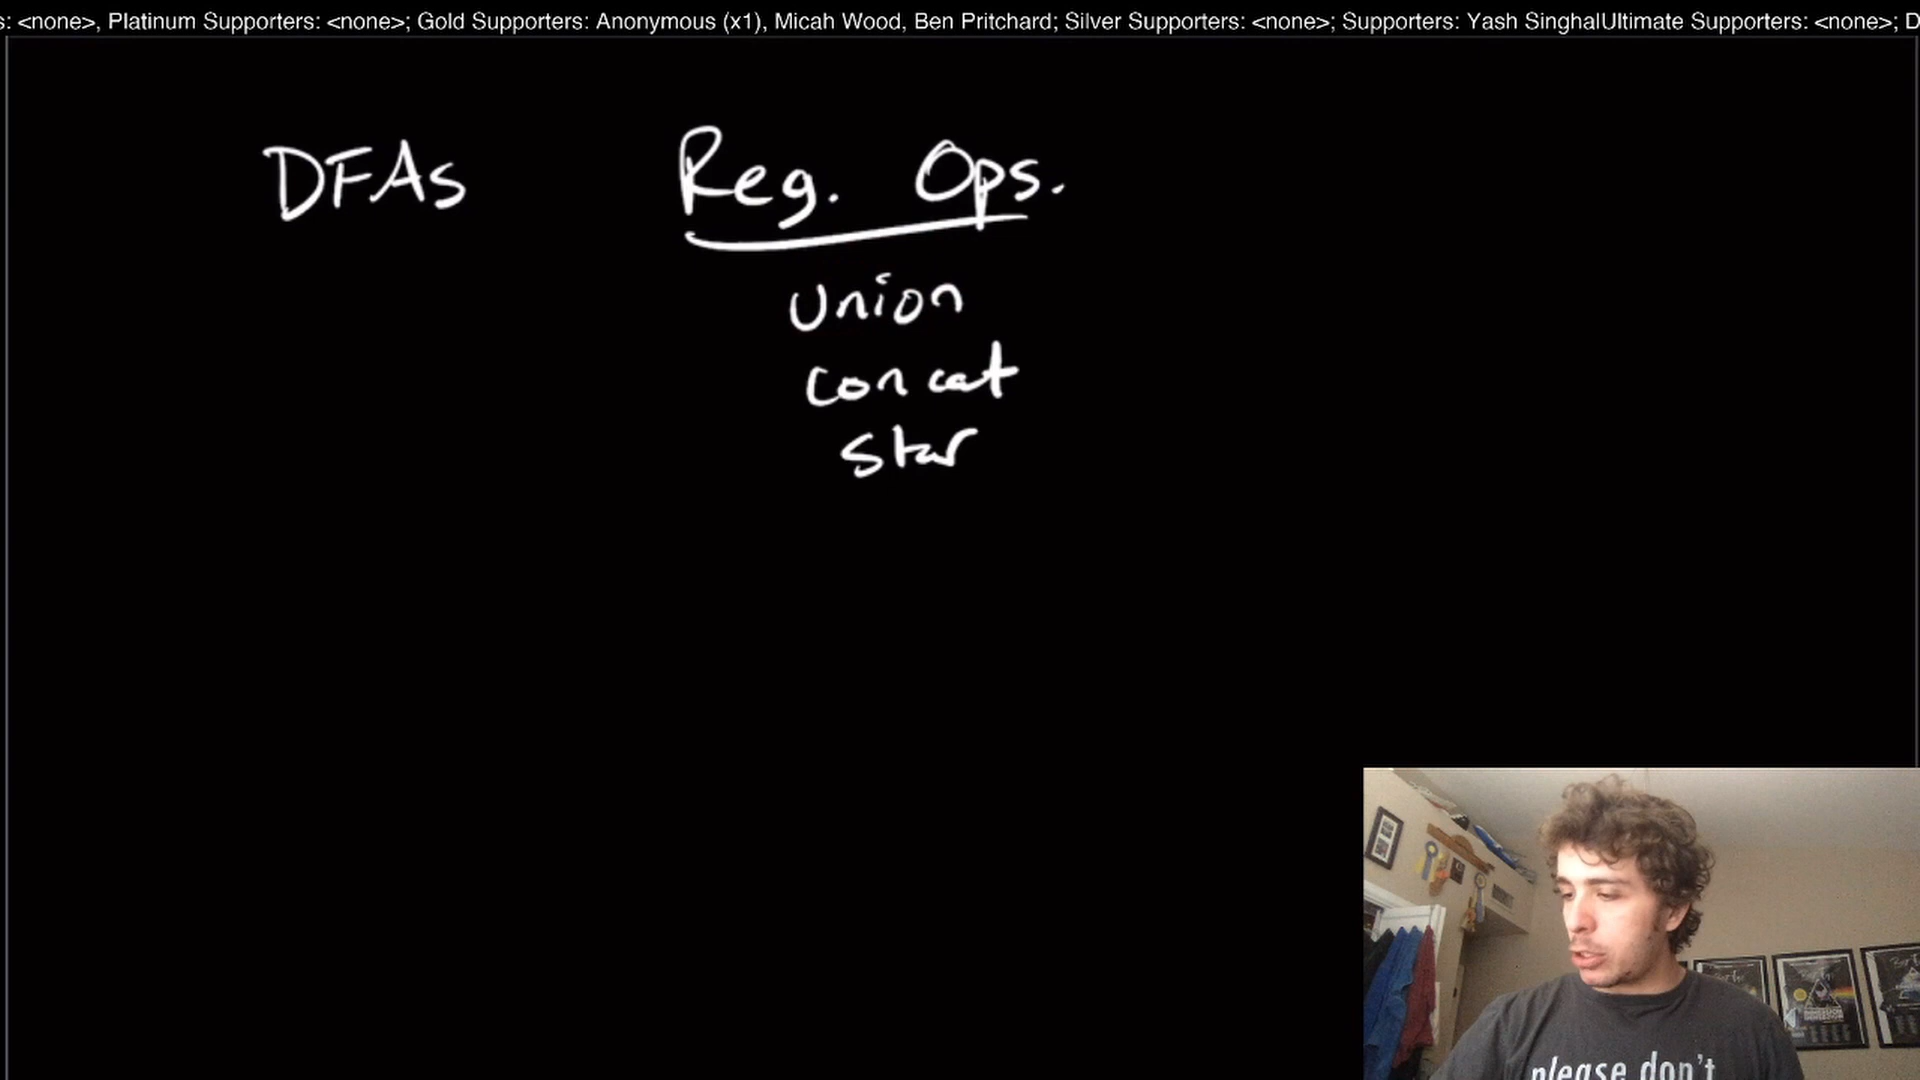 s: <none>, Platinum Supporters: <none>; Gold Supporters: Anonymous (x1), Micah Wood, Ben Pritchard; Silver Supporters: <none>; Supporters: Yash SinghalUltimate Supporters: <none>; D
DFAs Reg. Ops.
Union
concat
star
please don't